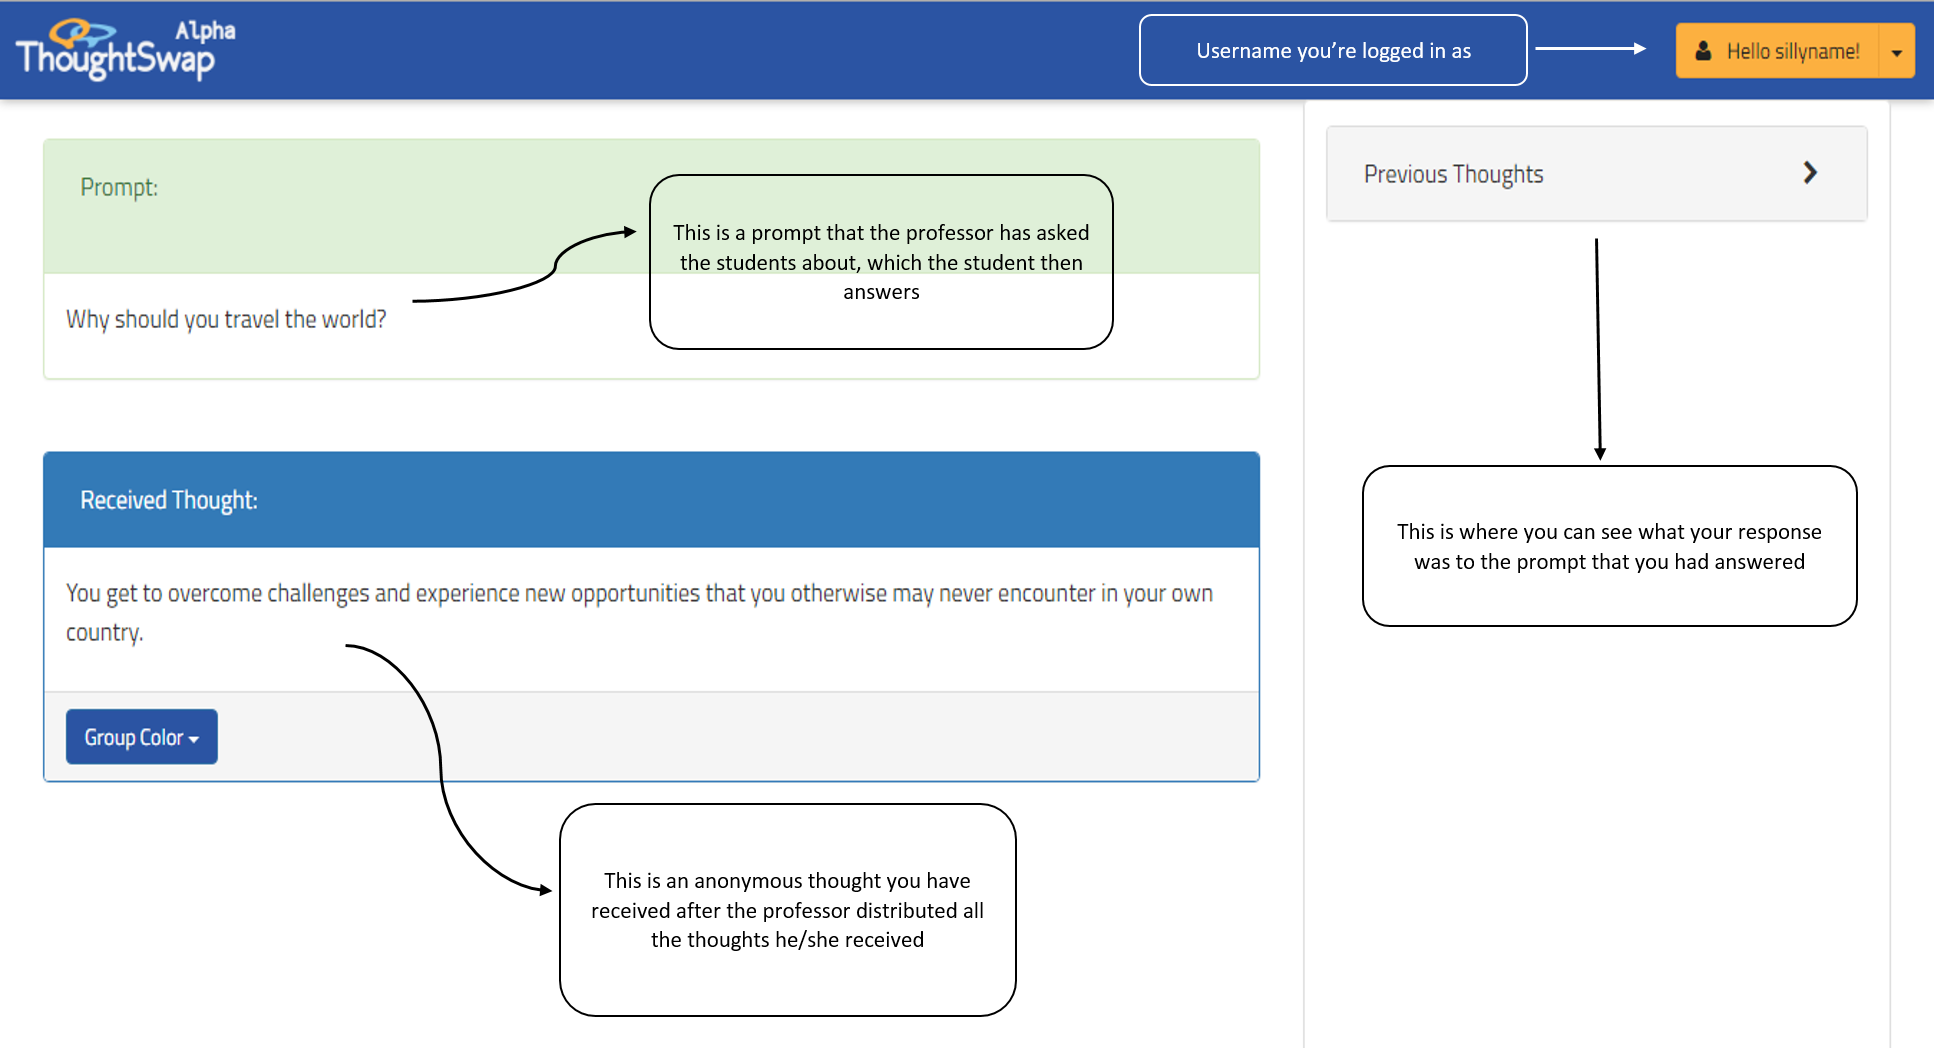 Alpha
ThoughtSwap
Username you're logged in as
Hello sillyname!
Prompt:
This is a prompt that the professor has asked
the students about, which the student then
answers
Why should you travel the world?
Previous Thoughts
This is where you can see what your response
was to the prompt that you had answered
Received Thought:
You get to overcome challenges and experience new opportunities that you otherwise may never encounter in your own
country.
Group Color
This is an anonymous thought you have
received after the professor distributed all
the thoughts he/she received